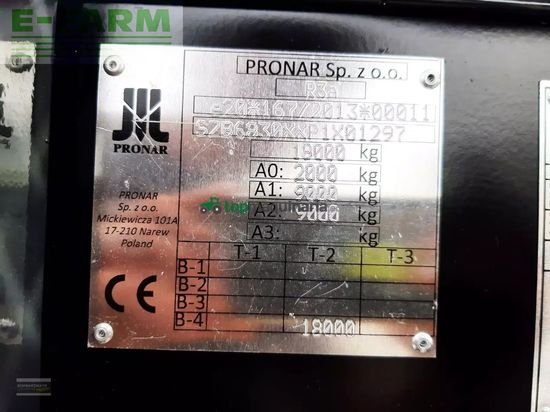 E-FARM
PRONAR Sp. z o.o.
R3a
e20*167/2013*00011
SZB6830XXP1X01297
18000 kg
A0: 2000 kg
A1: 9000 kg
A2: 9000 kg
A3: kg
PRONAR
PRONAR
Sp. z o.o.
Mickiewicza 101A
17-210 Narew
Poland
CE
T-1 T-2 T-3
B-1
B-2
B-3
B-4 18000